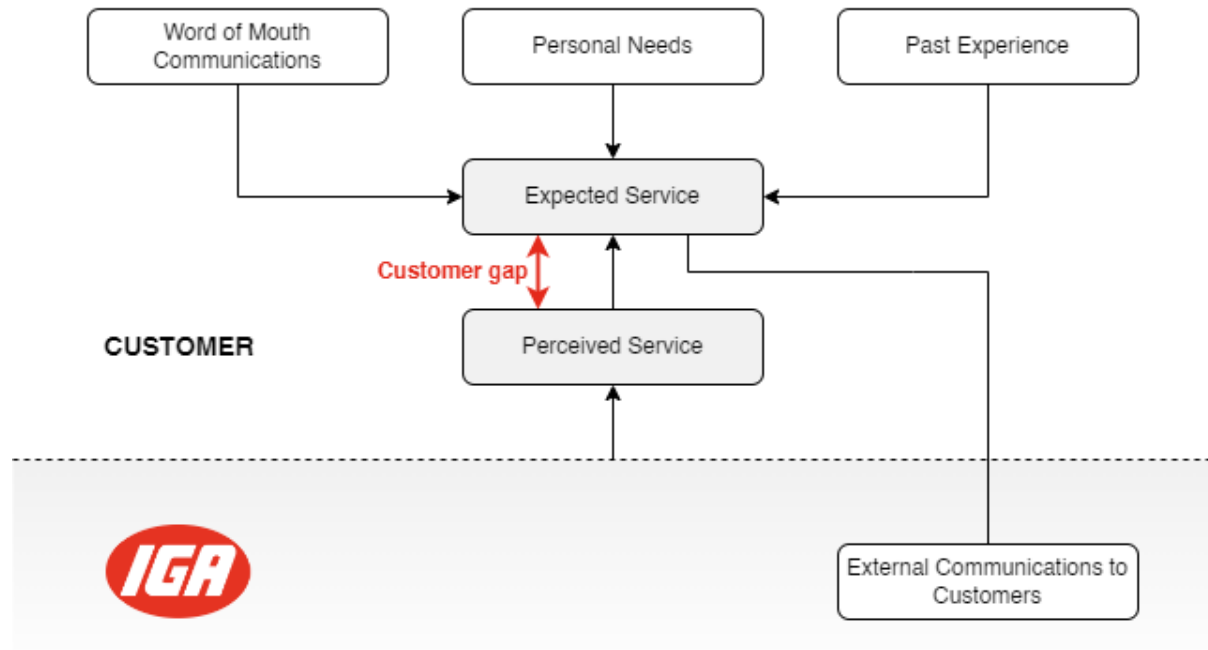 Word of Mouth
Communications
Personal Needs
Past Experience
Expected Service
Customer gap
Perceived Service
CUSTOMER
IGA
External Communications to
Customers